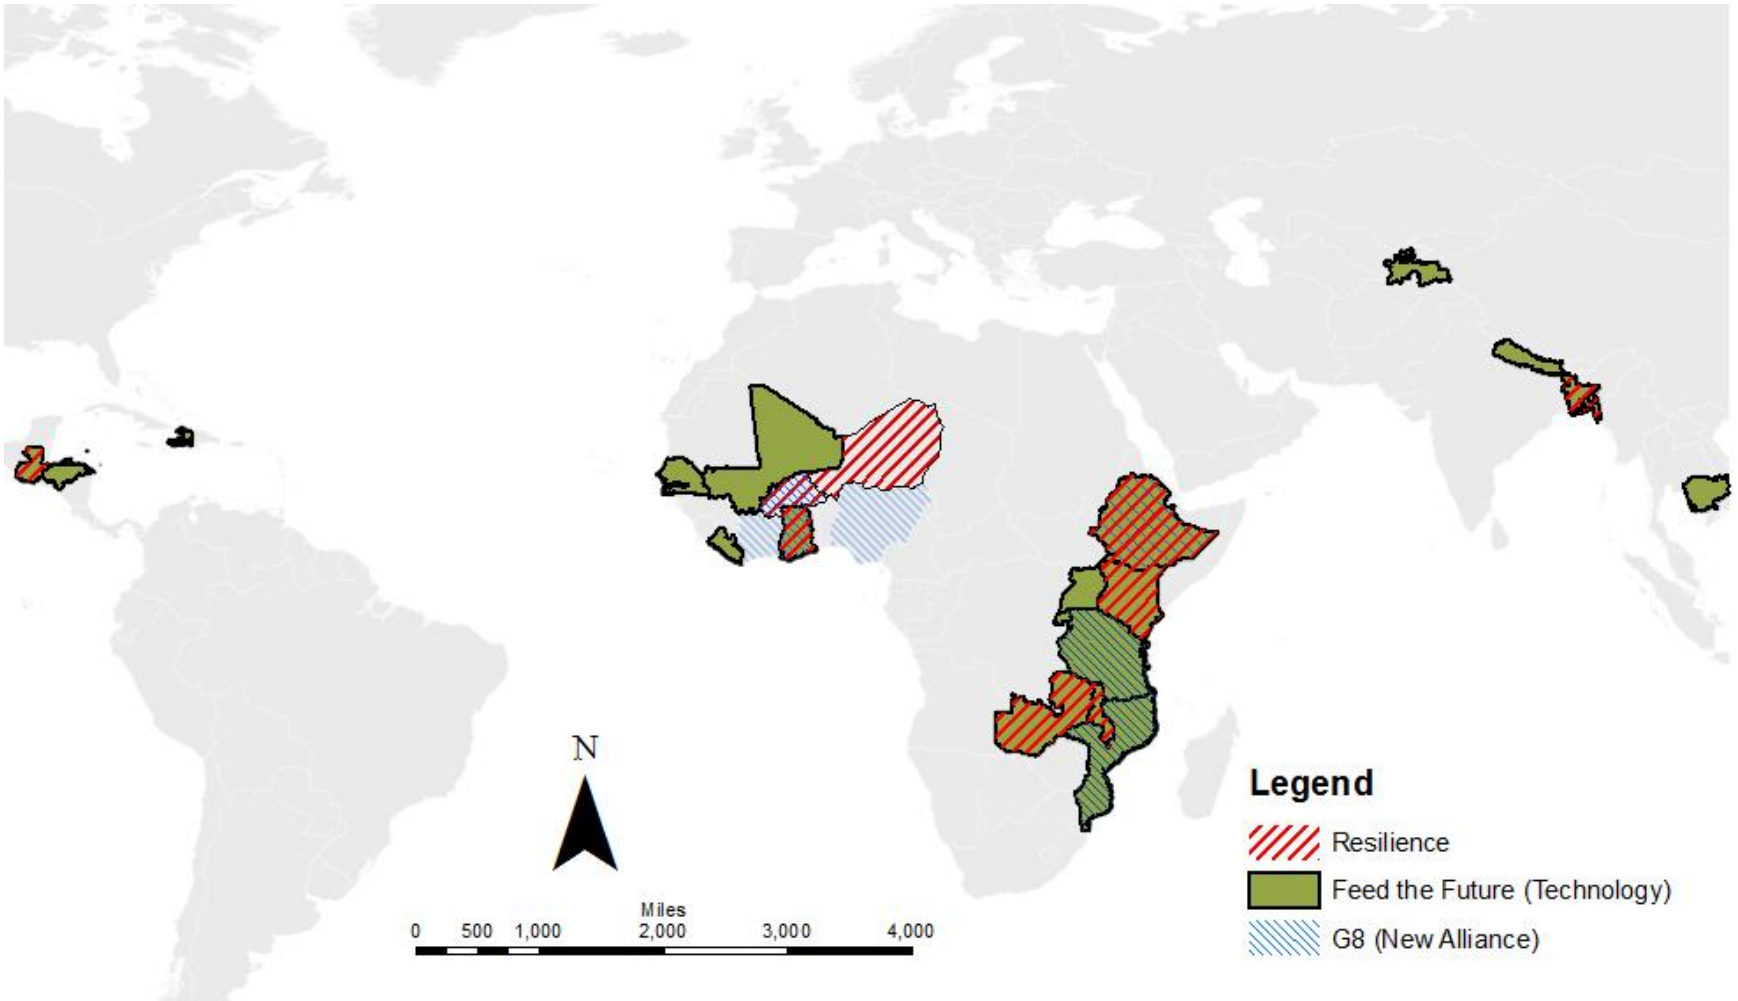 N
Miles
0 500 1,000 2,000 3,000 4,000
Legend
Resilience
Feed the Future (Technology)
G8 (New Alliance)